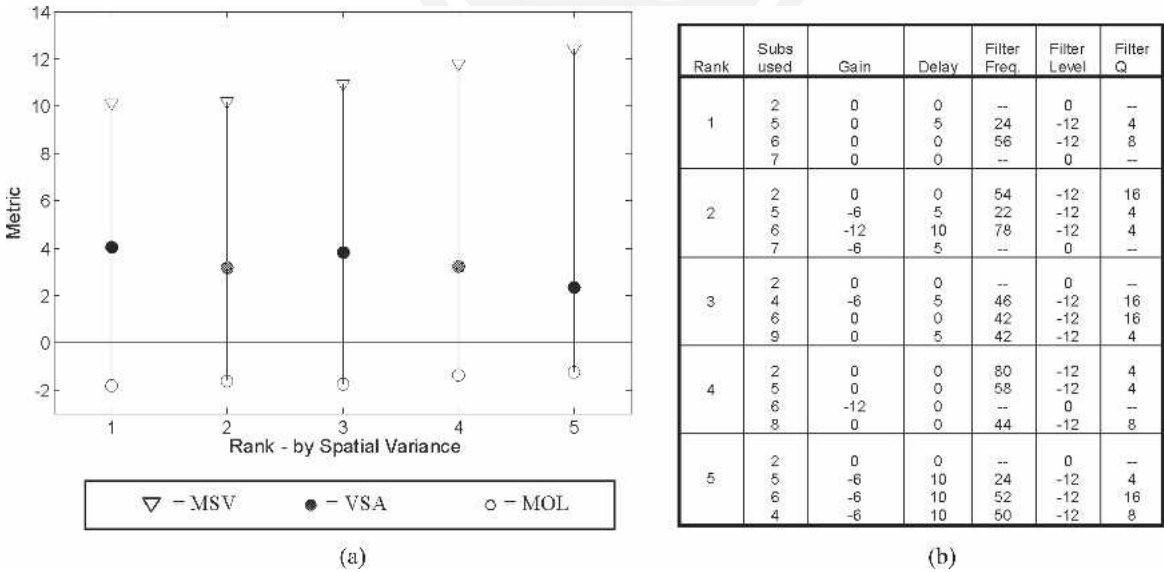 14
12
10
8
6
4
2
0
-2
Metric
1 2 3 4 5
Rank - by Spatial Variance
▽ = MSV ● = VSA ○ = MOL
(a)
Rank Subs used Gain Delay Filter Freq. Filter Level Filter Q
1
2 0 0 -- 0 --
5 0 5 24 -12 4
6 0 0 56 -12 8
7 0 0 -- 0 --
2
2 0 0 54 -12 16
5 -6 5 22 -12 4
6 -12 10 78 -12 4
7 -6 5 -- 0 --
3
2 0 0 -- 0 --
4 -6 5 46 -12 16
6 0 0 42 -12 16
9 0 5 42 -12 4
4
2 0 0 80 -12 4
5 0 0 58 -12 4
6 -12 0 -- 0 --
8 0 0 44 -12 8
5
2 0 0 -- 0 --
5 -6 10 24 -12 4
6 -6 10 52 -12 16
4 -6 10 50 -12 8
(b)